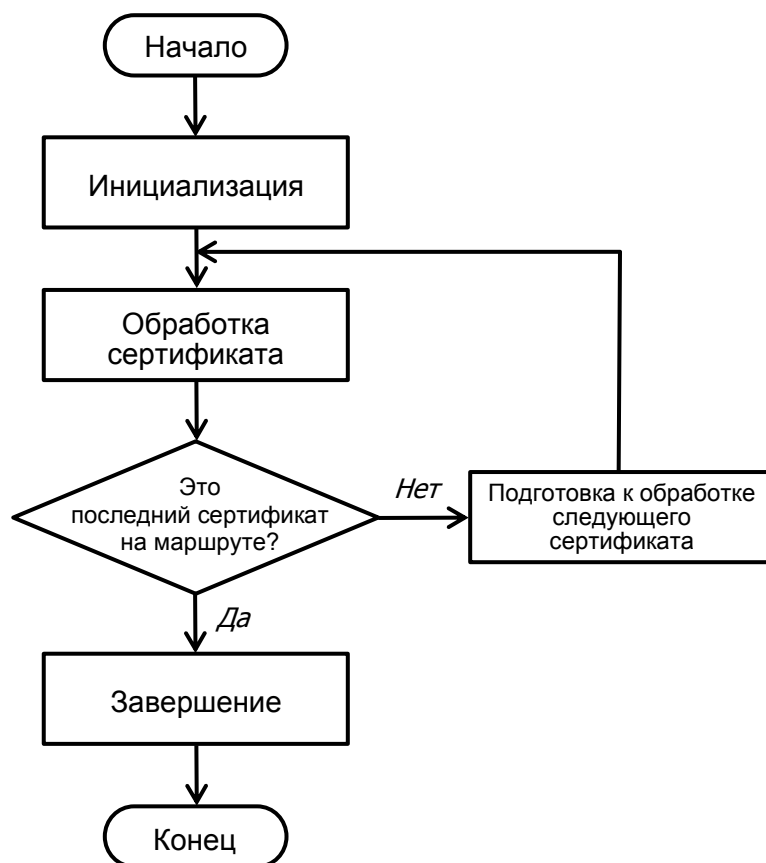 Начало
Инициализация
Обработка
сертификата
Это
последний сертификат
на маршруте?
Нет
Подготовка к обработке
следующего
сертификата
Да
Завершение
Конец